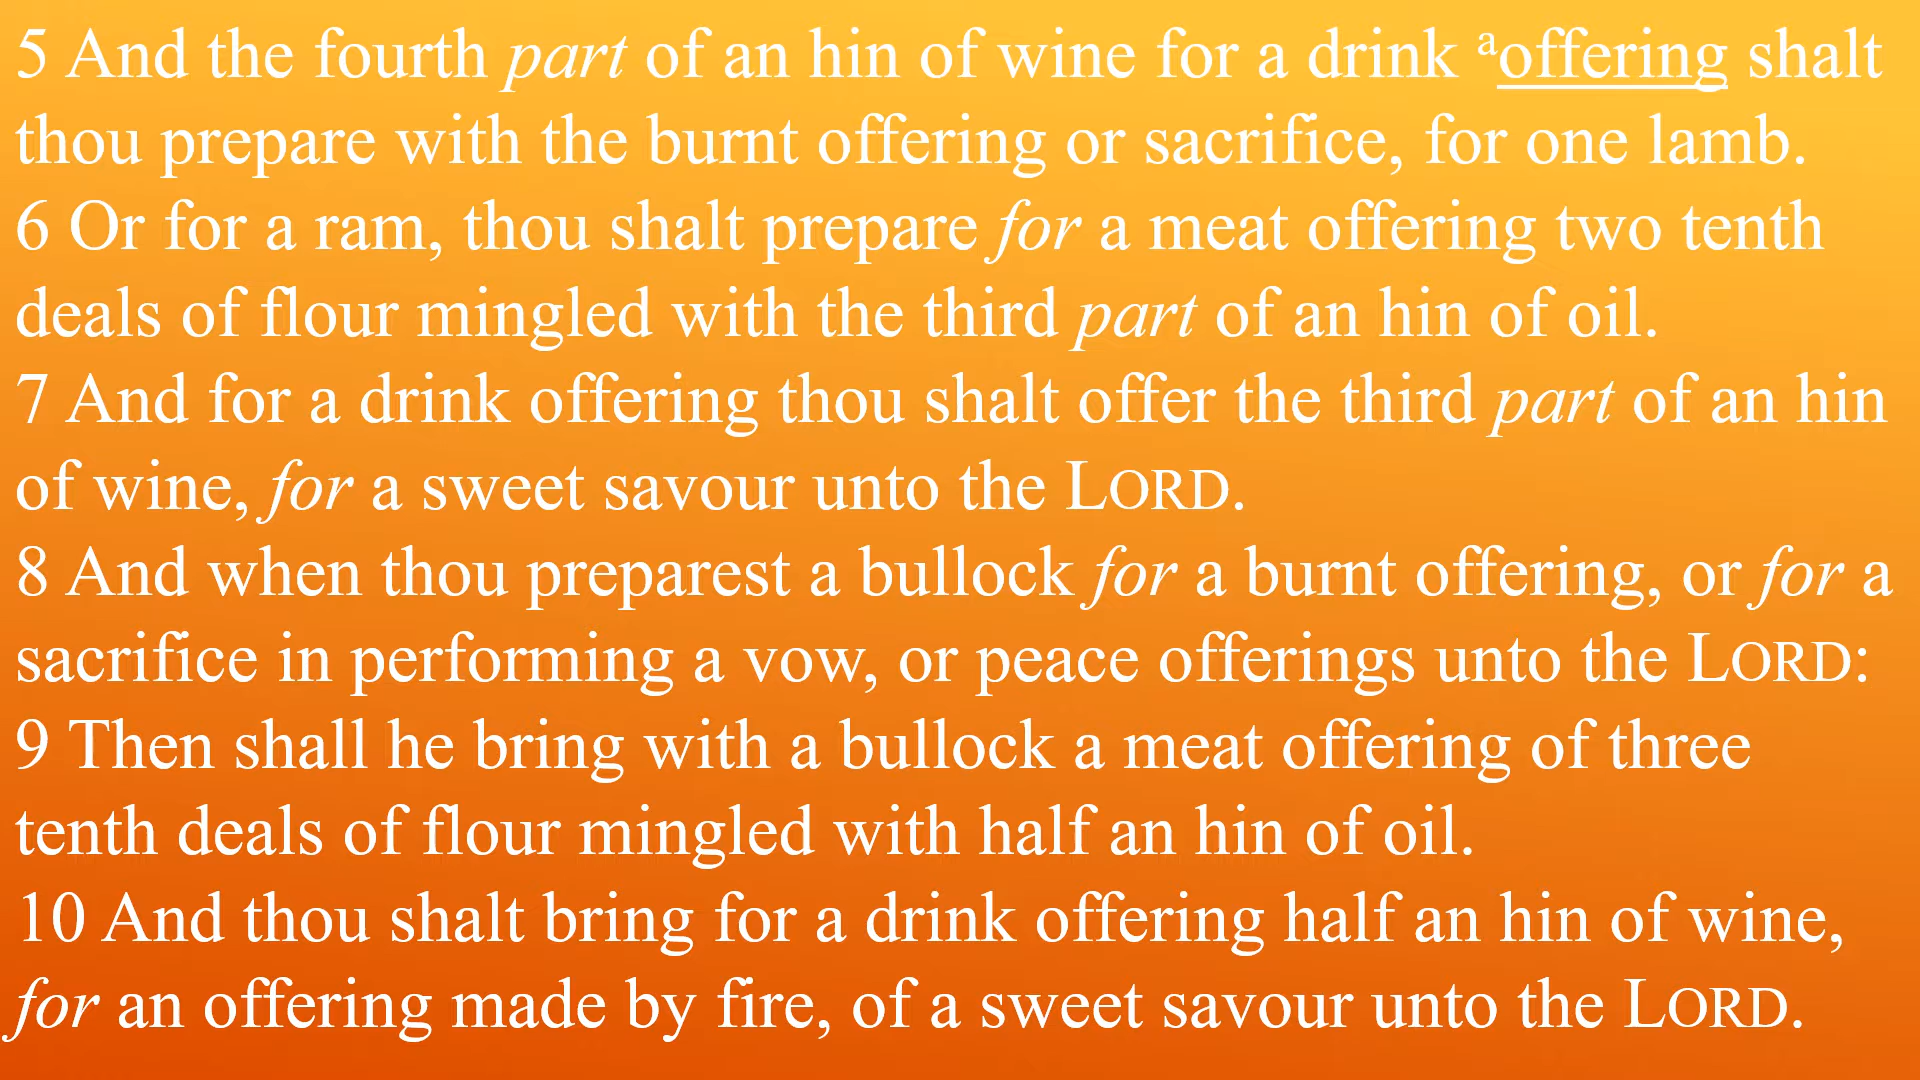 5 And the fourth part of an hin of wine for a drink ᵃoffering shalt
thou prepare with the burnt offering or sacrifice, for one lamb.
6 Or for a ram, thou shalt prepare for a meat offering two tenth
deals of flour mingled with the third part of an hin of oil.
7 And for a drink offering thou shalt offer the third part of an hin
of wine, for a sweet savour unto the LORD.
8 And when thou preparest a bullock for a burnt offering, or for a
sacrifice in performing a vow, or peace offerings unto the LORD:
9 Then shall he bring with a bullock a meat offering of three
tenth deals of flour mingled with half an hin of oil.
10 And thou shalt bring for a drink offering half an hin of wine,
for an offering made by fire, of a sweet savour unto the LORD.